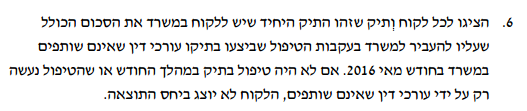 6. הציגו לכל לקוח וָתיק שזהו התיק היחיד שיש ללקוח במשרד את הסכום הכולל
שעליו להעביר למשרד בעקבות הטיפול שביצעו בתיקו עורכי דין שאינם שותפים
במשרד בחודש מאי 2016. אם לא היה טיפול בתיק במהלך החודש או שהטיפול נעשה
רק על ידי עורכי דין שאינם שותפים, הלקוח לא יוצג ביחס התוצאה.